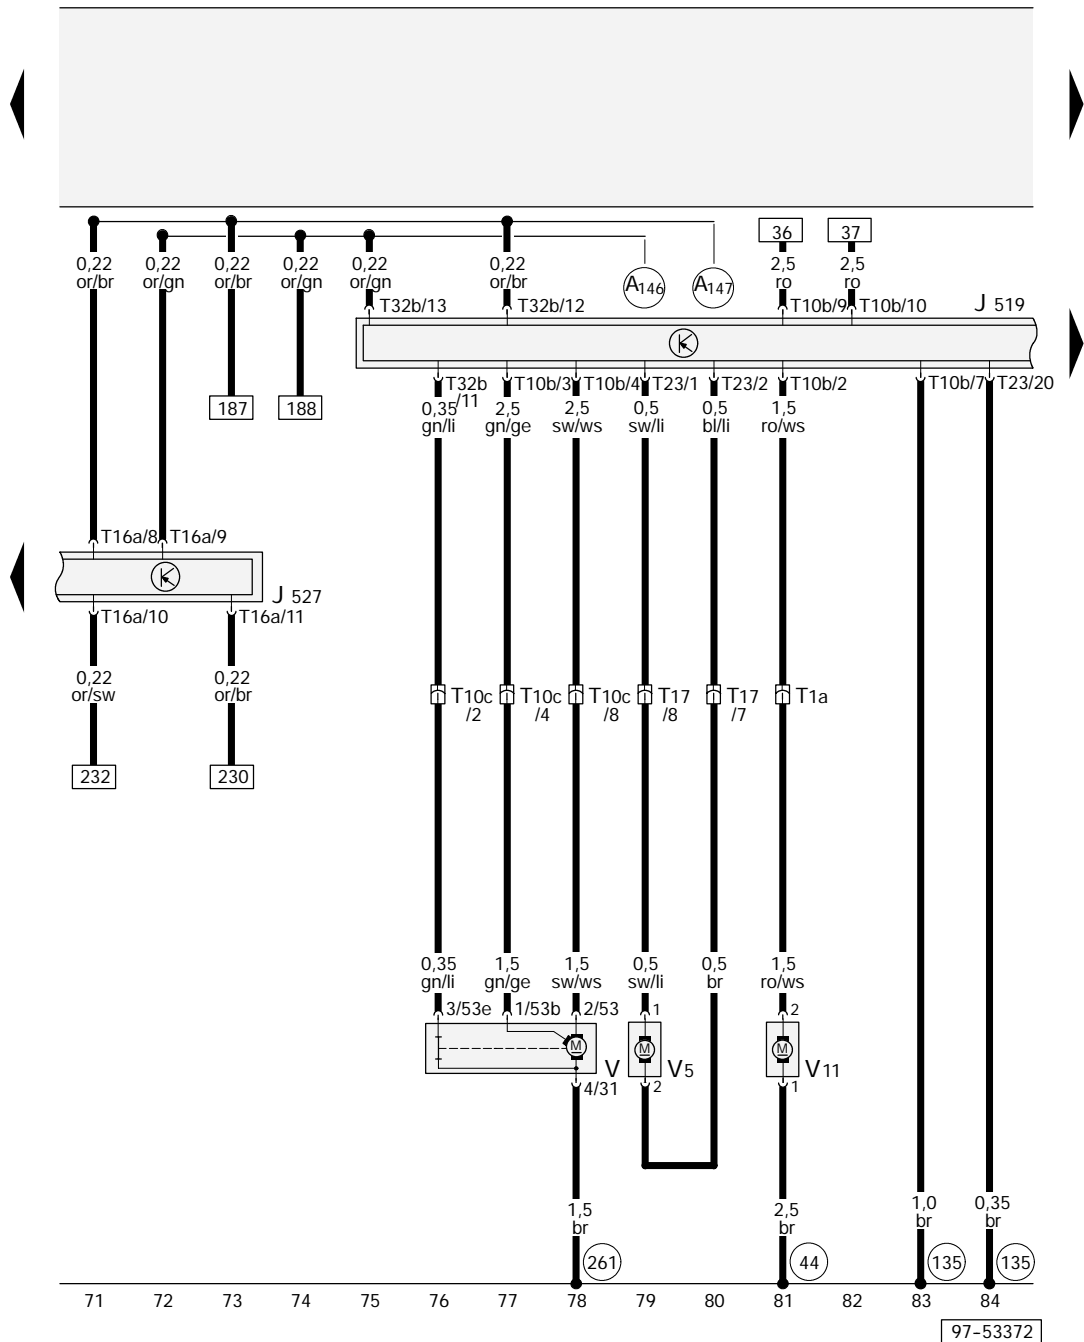 36 37
0,22 0,22 0,22 0,22 0,22 0,22 2,5 2,5
or/br or/gn or/br or/gn or/gn or/br A146 A147 ro ro
T32b/13 T32b/12 T10b/9 T10b/10 J 519
T32b T10b/3 T10b/4 T23/1 T23/2 T10b/2 T10b/7 T23/20
/11
187 188 0,35 2,5 2,5 0,5 0,5 1,5
gn/li gn/ge sw/ws sw/li bl/li ro/ws
T16a/8 T16a/9
J 527
T16a/10 T16a/11
0,22 0,22
or/sw or/br
T10c T10c T10c T17 T17 T1a
/2 /4 /8 /8 /7
232 230
0,35 1,5 1,5 0,5 0,5 1,5
gn/li gn/ge sw/ws sw/li br ro/ws
3/53e 1/53b 2/53 1 2
M M M
V V5 V11
4/31 2 1
1,5 2,5 1,0 0,35
br br br br
261 44 135 135
71 72 73 74 75 76 77 78 79 80 81 82 83 84
97-53372